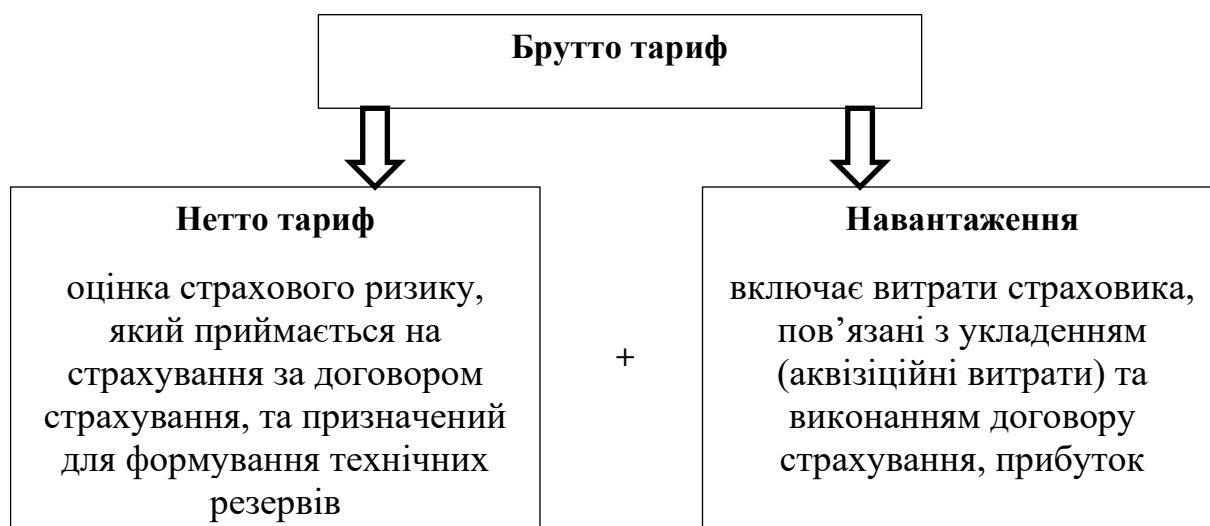 Брутто тариф
Нетто тариф
оцінка страхового ризику,
який приймається на
страхування за договором
страхування, та призначений
для формування технічних
резервів
+
Навантаження
включає витрати страховика,
пов’язані з укладенням
(аквізіційні витрати) та
виконанням договору
страхування, прибуток